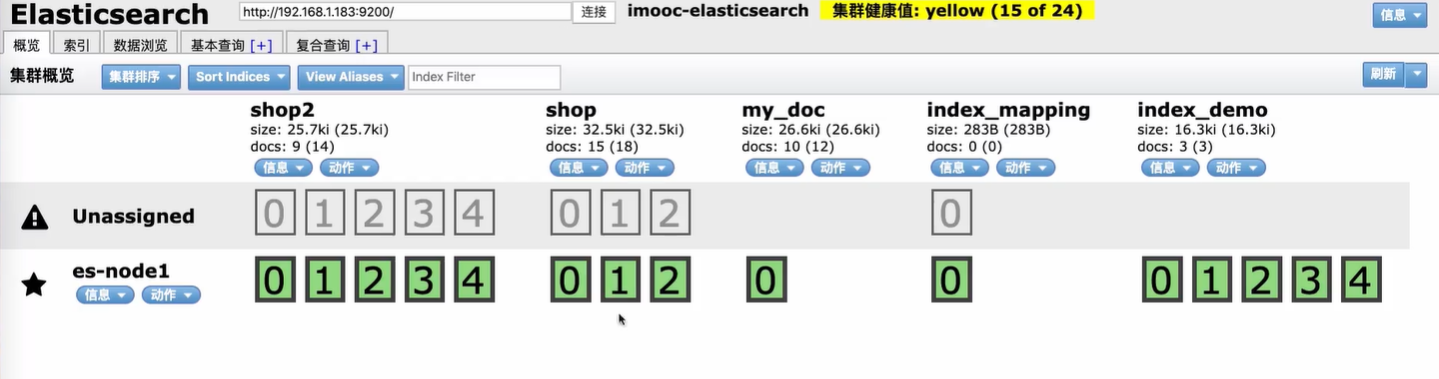 Elasticsearch
http://192.168.1.183:9200/ 连接 imooc-elasticsearch 集群健康值: yellow (15 of 24) 信息
概览 索引 数据浏览 基本查询 [+] 复合查询 [+]
集群概览 集群排序 Sort Indices View Aliases Index Filter 刷新
shop2 shop my_doc index_mapping index_demo
size: 25.7ki (25.7ki) size: 32.5ki (32.5ki) size: 26.6ki (26.6ki) size: 283B (283B) size: 16.3ki (16.3ki)
docs: 9 (14) docs: 15 (18) docs: 10 (12) docs: 0 (0) docs: 3 (3)
信息 动作 信息 动作 信息 动作 信息 动作 信息 动作
Unassigned 0 1 2 3 4 0 1 2 0
es-node1 0 1 2 3 4 0 1 2 0 0 0 1 2 3 4
信息 动作